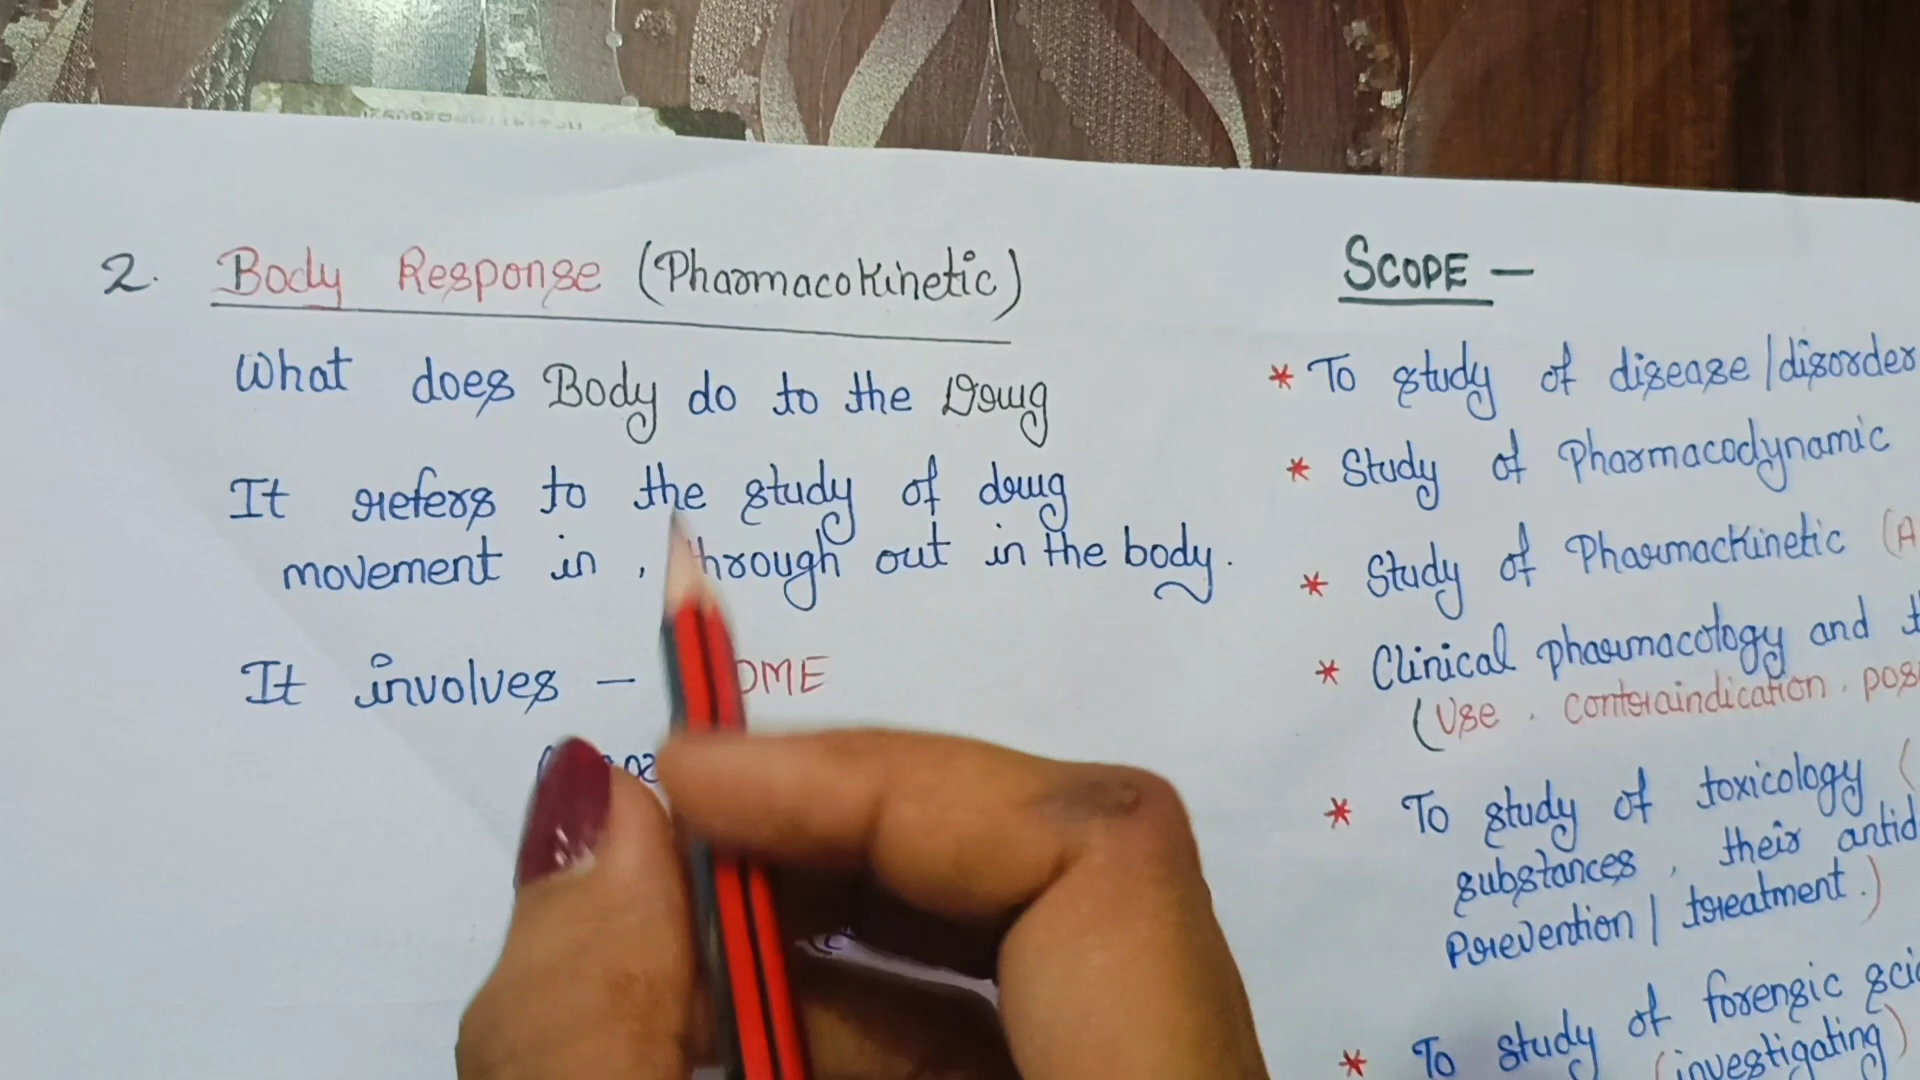 2. Body Response (Pharmacokinetic)
What does Body do to the Drug
It refers to the study of drug
movement in, through out in the body.
It involves –
SCOPE –
* To study of disease/disorder
* Study of Pharmacodynamic
* Study of Pharmackinetic (A
* Clinical pharmacology and
(Use, contraindication,
* To study of toxicology (
substances, their
Prevention / treatment.)
* To study of forensic
(investigating)